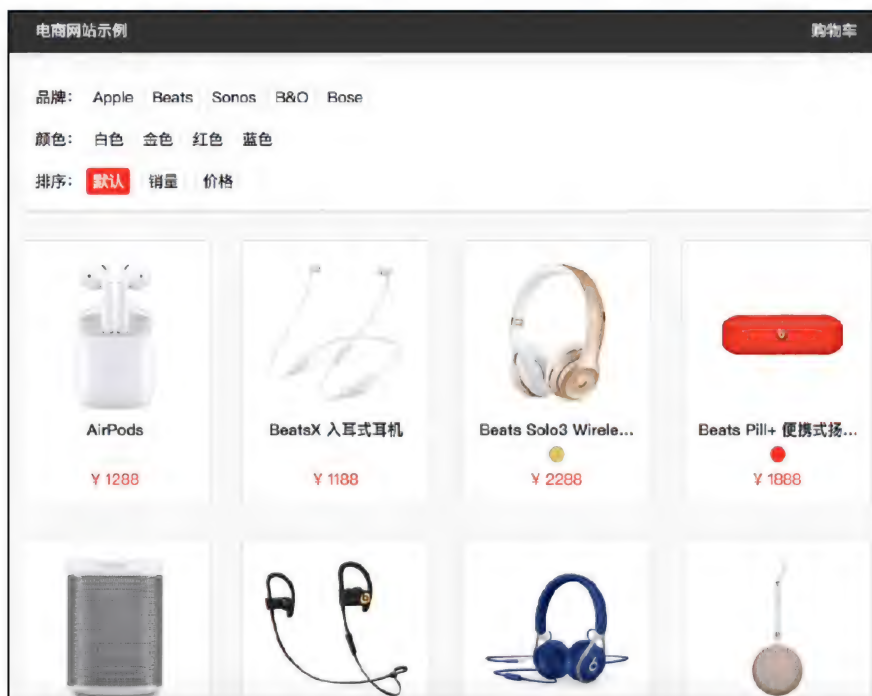 电商网站示例 购物车
品牌: Apple Beats Sonos B&O Bose
颜色: 白色 金色 红色 蓝色
排序: 默认 销量 价格
AirPods BeatsX 入耳式耳机 Beats Solo3 Wirele... Beats Pill+ 便携式扬...
¥ 1288 ¥ 1188 ¥ 2288 ¥ 1888